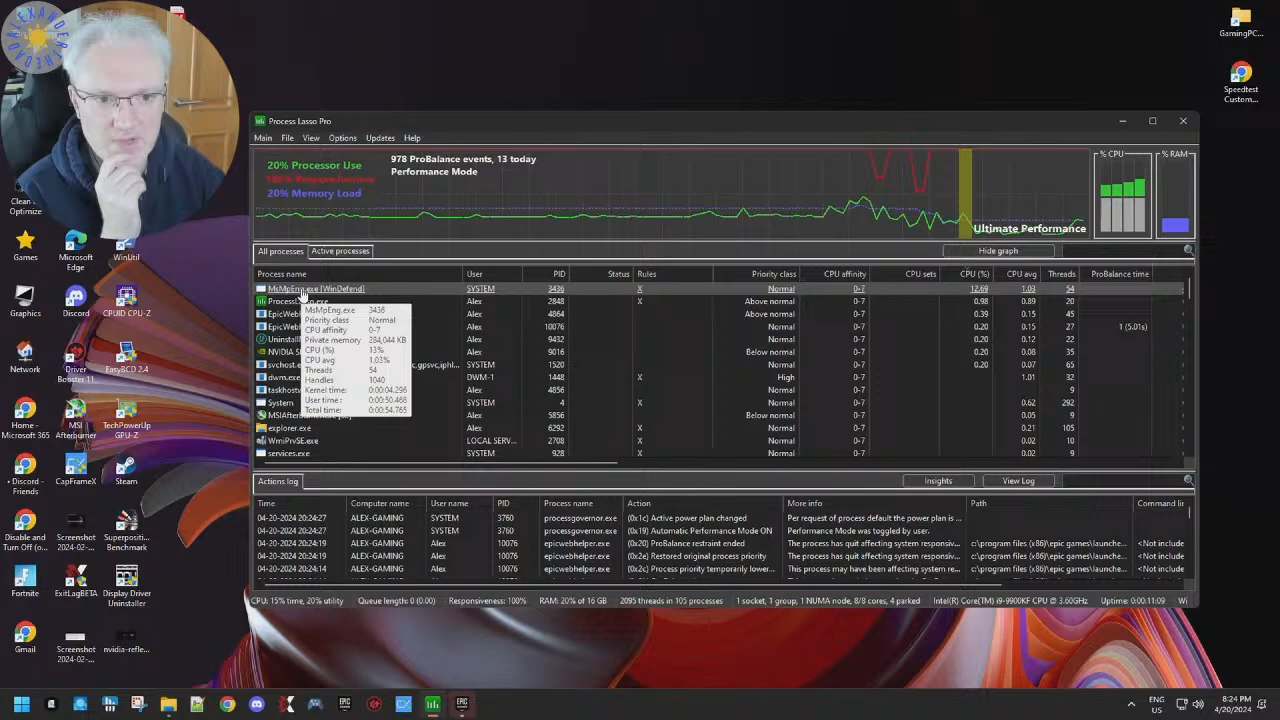 ALEXANDERTHEDAD
GamingPC...
Speedtest
Custom...
Clean
Optimize
Games
Microsoft
Edge
WinUtil
Graphics
Discord
CPUID CPU-Z
Network
Driver
Booster 11
EasyBCD 2.4
Home -
Microsoft 365
MSI
Afterburner
TechPowerUp
GPU-Z
• Discord -
Friends
CapFrameX
Steam
Disable and
Turn Off (o...
Screenshot
2024-02-...
Superpositi...
Benchmark
Fortnite
ExitLagBETA
Display Driver
Uninstaller
Gmail
Screenshot
2024-02-...
nvidia-refle...
Process Lasso Pro
Main File View Options Updates Help
20% Processor Use
20% Memory Load
978 ProBalance events, 13 today
Performance Mode
Ultimate Performance
% CPU % RAM
All processes Active processes Hide graph
Process name User PID Status Rules Priority class CPU affinity CPU sets CPU (%) CPU avg Threads ProBalance time
MsMpEng.exe [WinDefend] SYSTEM 3436 X Normal 0-7 12.69 1.03 54
Alex 2848 X Above normal 0-7 0.98 0.89 20
Alex 4864 X Above normal 0-7 0.39 0.15 45
Alex 10076 X Normal 0-7 0.20 0.15 27 1 (5.01s)
Alex 9432 Normal 0-7 0.20 0.12 28
NVIDIA Alex 9016 Below normal 0-7 0.20 0.08 35
svchost.e c,gpsvc,iphl... SYSTEM 1520 Normal 0-7 0.20 0.07 65
dwm.exe DWM-1 1448 X High 0-7 1.01 32
taskhost Alex 4856 X Normal 0-7 9
System SYSTEM 4 X Normal 0-7 0.62 292
Alex 5856 X Below normal 0-7 0.05 9
explorer.exe Alex 6292 X Normal 0-7 0.21 105
WmiPrvSE.exe LOCAL SERV... 2708 X Normal 0-7 0.02 10
services.exe SYSTEM 928 X Normal 0-7 0.02 9
MsMpEng.exe 3436
Priority class Normal
CPU affinity 0-7
Private memory 284,044 KB
CPU (%) 13%
CPU avg 1.03%
Threads 54
Handles 1040
Kernel time: 0:00:04.296
User time : 0:00:50.468
Total time: 0:00:54.765
Actions log Insights View Log
Time Computer name User name PID Process name Action More info Path Command li
04-20-2024 20:24:27 ALEX-GAMING SYSTEM 3760 processgovernor.exe (0x1c) Active power plan changed Per request of process default the power plan is ...
04-20-2024 20:24:27 ALEX-GAMING SYSTEM 3760 processgovernor.exe (0x19) Automatic Performance Mode ON Performance Mode was toggled by user.
04-20-2024 20:24:19 ALEX-GAMING Alex 10076 epicwebhelper.exe (0x20) ProBalance restraint ended The process has quit affecting system responsiv... c:\program files (x86)\epic games\launche... <Not include
04-20-2024 20:24:19 ALEX-GAMING Alex 10076 epicwebhelper.exe (0x2e) Restored original process priority The process has quit affecting system responsiv... c:\program files (x86)\epic games\launche... <Not include
04-20-2024 20:24:14 ALEX-GAMING Alex 10076 epicwebhelper.exe (0x2c) Process priority temporarily lower... This process may have been affecting system re... c:\program files (x86)\epic games\launche... <Not include
CPU: 15% time, 20% utility Queue length: 0 (0.00) Responsiveness: 100% RAM: 20% of 16 GB 2095 threads in 105 processes 1 socket, 1 group, 1 NUMA node, 8/8 cores, 4 parked Intel(R) Core(TM) i9-9900KF CPU @ 3.60GHz Uptime: 0:00:11:09 Wi
EPIC
EPIC
ENG
US
8:24 PM
4/20/2024